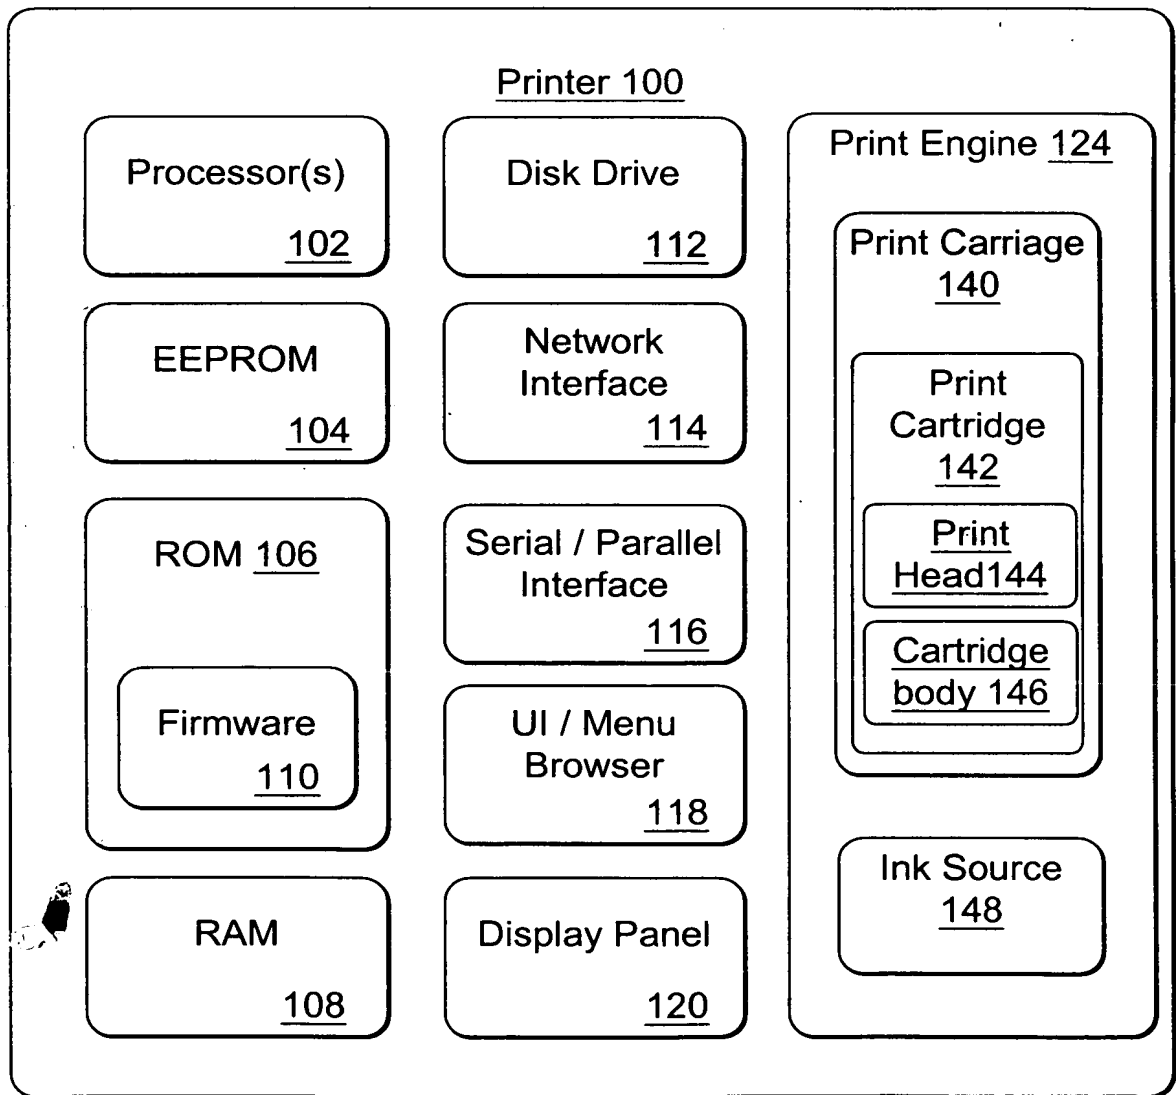 Printer 100
Processor(s)
102
EEPROM
104
ROM 106
Firmware
110
RAM
108
Disk Drive
112
Network
Interface
114
Serial / Parallel
Interface
116
UI / Menu
Browser
118
Display Panel
120
Print Engine 124
Print Carriage
140
Print
Cartridge
142
Print
Head144
Cartridge
body 146
Ink Source
148